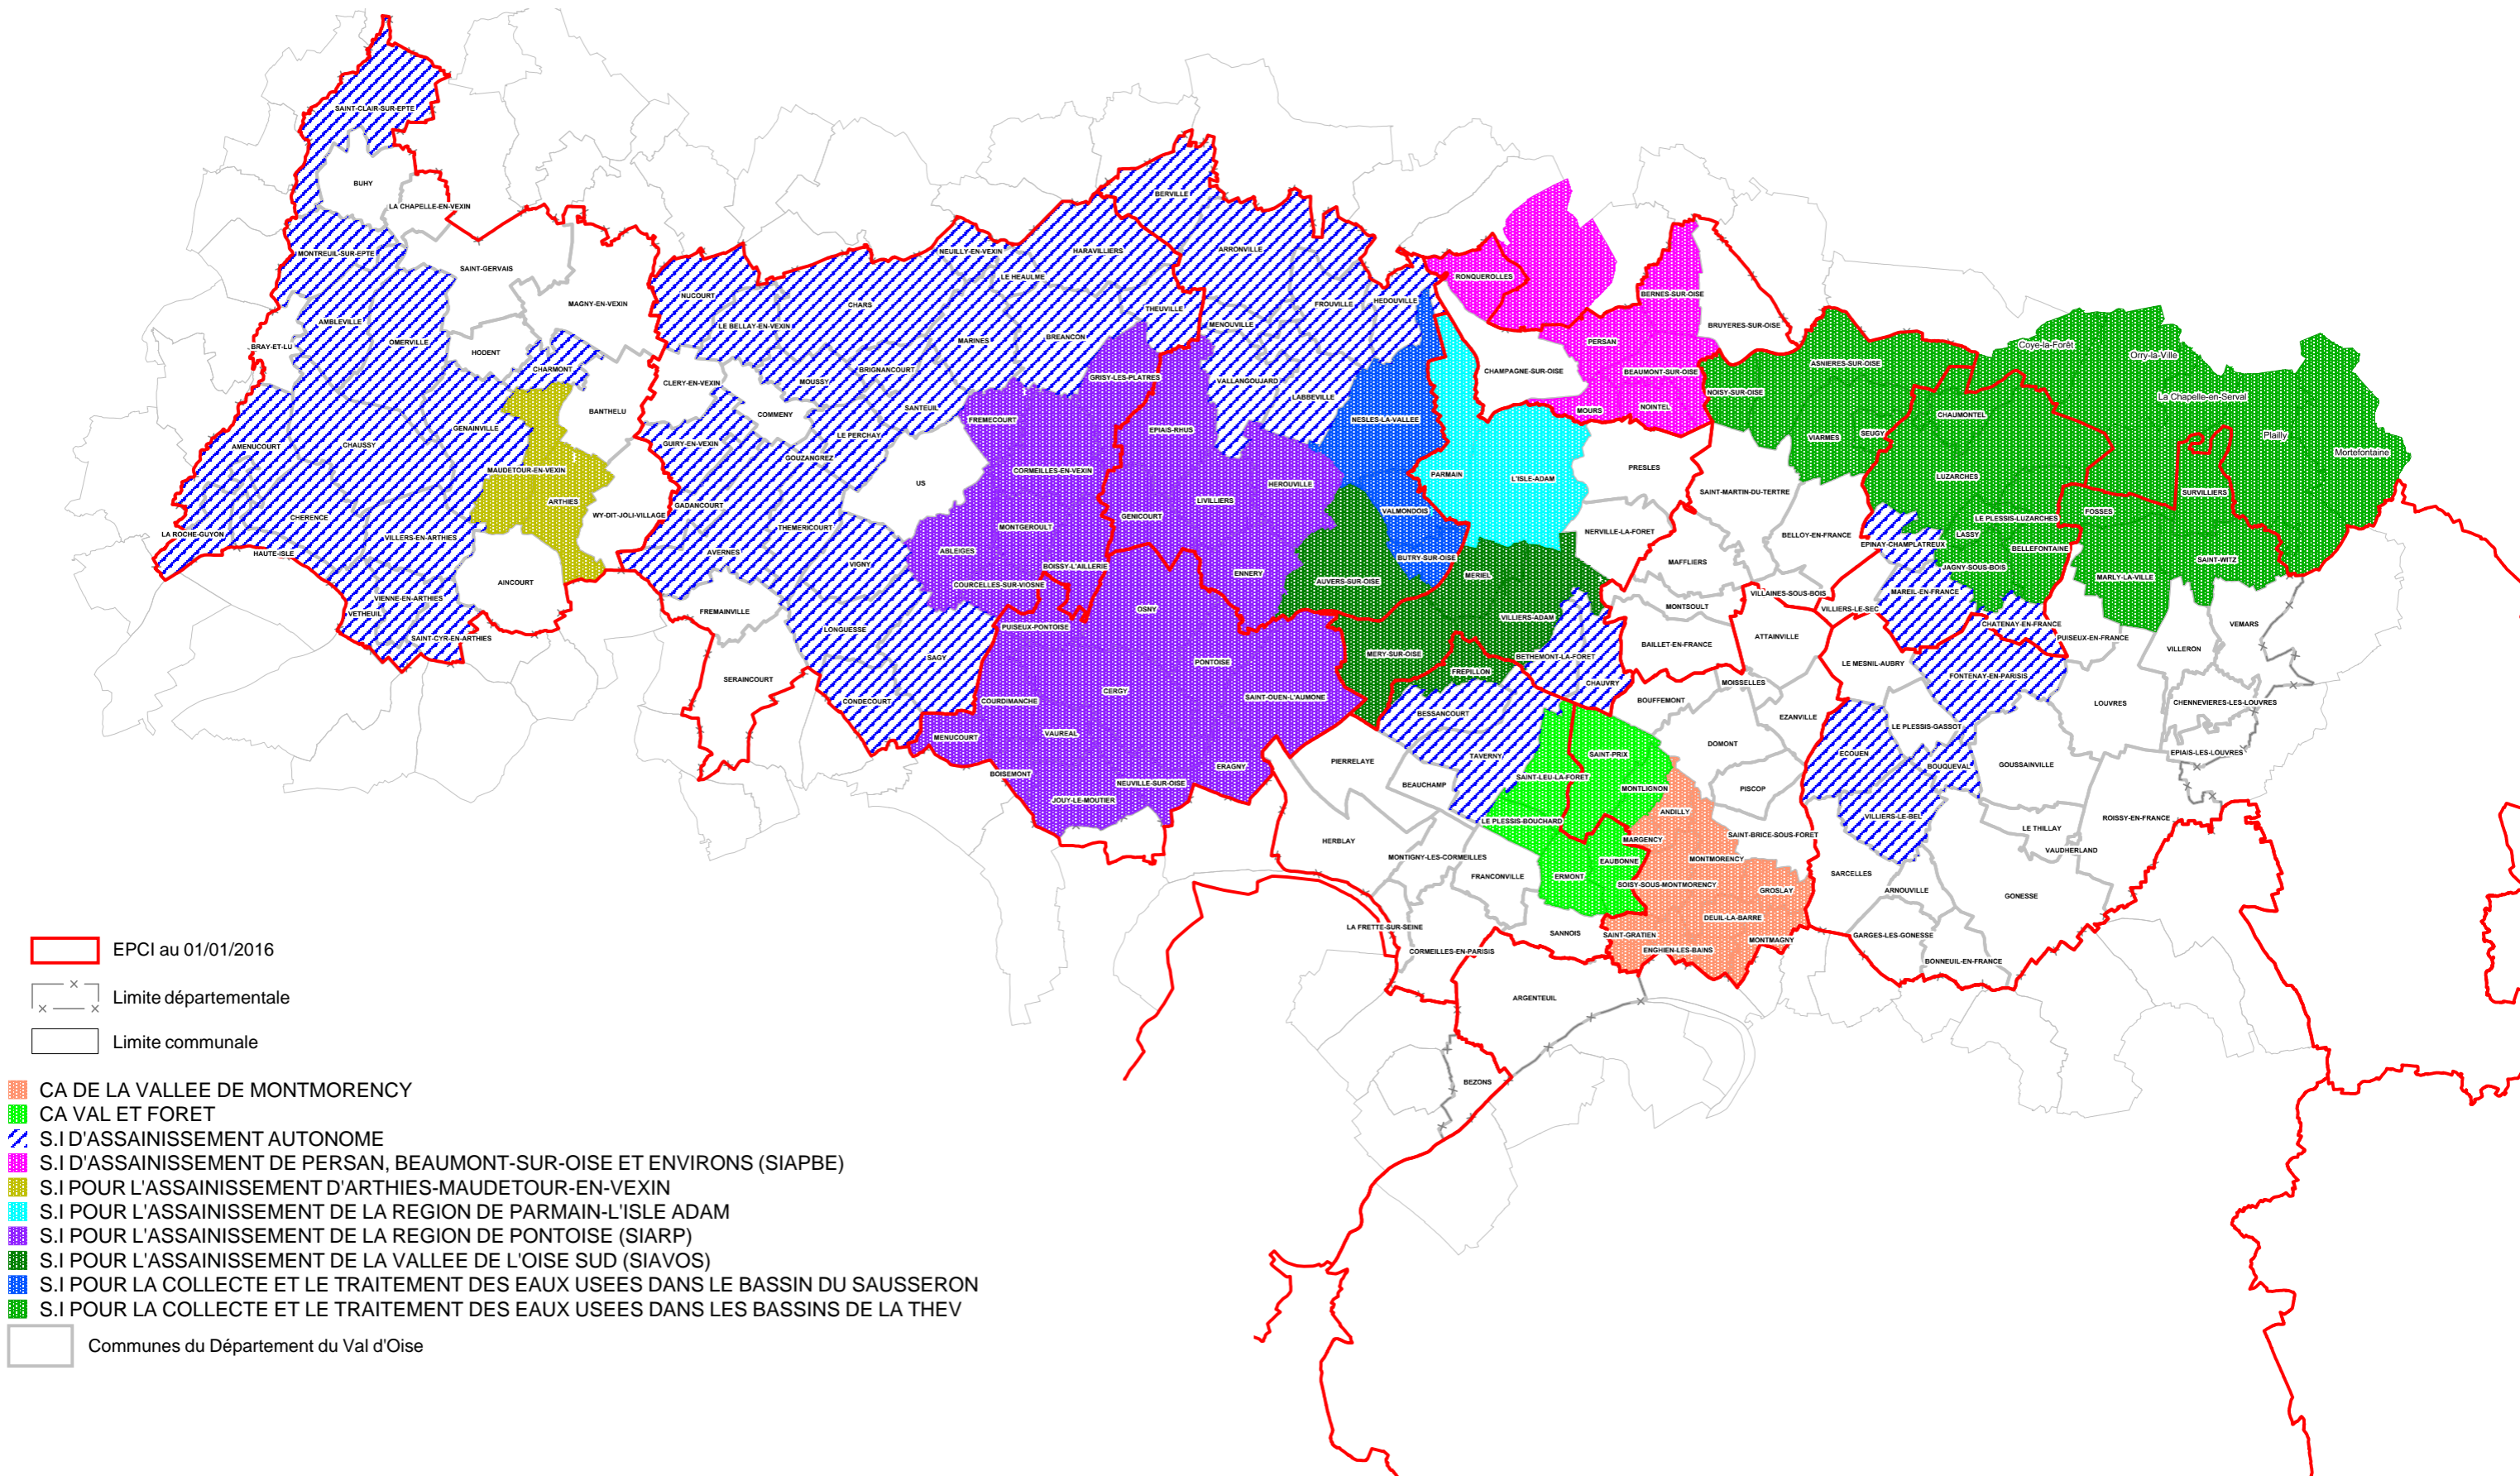 SAINT-CLAIR-SUR-EPTE
BUHY
LA CHAPELLE-EN-VEXIN
MONTREUIL-SUR-EPTE
SAINT-GERVAIS
MAGNY-EN-VEXIN
AMBLEVILLE
OMERVILLE
BRAY-ET-LU
HODENT
CHARMONT
BANTHELU
GENAINVILLE
CHAUSSY
AMENUCOURT
MAUDETOUR-EN-VEXIN
ARTHIES
WY-DIT-JOLI-VILLAGE
CHERENCE
LA ROCHE-GUYON
HAUTE-ISLE
VILLERS-EN-ARTHIES
AINCOURT
VIENNE-EN-ARTHIES
VETHEUIL
SAINT-CYR-EN-ARTHIES
NUCOURT
LE BELLAY-EN-VEXIN
CHARS
NEUILLY-EN-VEXIN
LE HEAULME
HARAVILLIERS
BERVILLE
ARRONVILLE
THEUVILLE
MENOUVILLE
FROUVILLE
HEDOUVILLE
MARINES
BREANCON
CLERY-EN-VEXIN
COMMENY
MOUSSY
BRIGNANCOURT
SANTEUIL
GRISY-LES-PLATRES
VALLANGOUJARD
LABBEVILLE
NESLES-LA-VALLEE
FREMECOURT
EPIAIS-RHUS
LE PERCHAY
GUIRY-EN-VEXIN
GOUZANGREZ
US
CORMEILLES-EN-VEXIN
HEROUVILLE
LIVILLIERS
GENICOURT
GADANCOURT
THEMERICOURT
MONTGEROULT
AVERNES
VIGNY
ABLEIGES
BOISSY-L'AILLERIE
COURCELLES-SUR-VIOSNE
ENNERY
FREMAINVILLE
LONGUESSE
SAGY
PUISEUX-PONTOISE
OSNY
SERAINCOURT
CONDECOURT
COURDIMANCHE
CERGY
PONTOISE
SAINT-OUEN-L'AUMONE
MENUCOURT
VAUREAL
BOISEMONT
JOUY-LE-MOUTIER
NEUVILLE-SUR-OISE
ERAGNY
RONQUEROLLES
BERNES-SUR-OISE
BRUYERES-SUR-OISE
PERSAN
CHAMPAGNE-SUR-OISE
BEAUMONT-SUR-OISE
MOURS
NOINTEL
NOISY-SUR-OISE
ASNIERES-SUR-OISE
VIARMES
SEUGY
CHAUMONTEL
LUZARCHES
Coye-la-Forêt
Orry-la-Ville
La Chapelle-en-Serval
Plailly
Mortefontaine
SURVILLIERS
FOSSES
SAINT-WITZ
LE PLESSIS-LUZARCHES
LASSY
BELLEFONTAINE
JAGNY-SOUS-BOIS
MARLY-LA-VILLE
EPINAY-CHAMPLATREUX
MAREIL-EN-FRANCE
CHATENAY-EN-FRANCE
PUISEUX-EN-FRANCE
VEMARS
VILLERON
FONTENAY-EN-PARISIS
LOUVRES
CHENNEVIERES-LES-LOUVRES
EPIAIS-LES-LOUVRES
PARMAIN
L'ISLE-ADAM
PRESLES
SAINT-MARTIN-DU-TERTRE
BELLOY-EN-FRANCE
NERVILLE-LA-FORET
MAFFLIERS
VALMONDOIS
BUTRY-SUR-OISE
AUVERS-SUR-OISE
MERIEL
VILLIERS-ADAM
MONTSOULT
VILLAINES-SOUS-BOIS
VILLIERS-LE-SEC
BAILLET-EN-FRANCE
ATTAINVILLE
LE MESNIL-AUBRY
MERY-SUR-OISE
FREPILLON
BETHEMONT-LA-FORET
CHAUVRY
MOISSELLES
BOUFFEMONT
EZANVILLE
LE PLESSIS-GASSOT
BESSANCOURT
TAVERNY
DOMONT
ECOUEN
BOUQUEVAL
GOUSSAINVILLE
PIERRELAYE
BEAUCHAMP
SAINT-LEU-LA-FORET
SAINT-PRIX
MONTLIGNON
PISCOP
VILLIERS-LE-BEL
LE THILLAY
ROISSY-EN-FRANCE
VAUDHERLAND
LE PLESSIS-BOUCHARD
ANDILLY
MARGENCY
SAINT-BRICE-SOUS-FORET
MONTMORENCY
HERBLAY
MONTIGNY-LES-CORMEILLES
FRANCONVILLE
ERMONT
EAUBONNE
SOISY-SOUS-MONTMORENCY
GROSLAY
SARCELLES
ARNOUVILLE
GONESSE
LA FRETTE-SUR-SEINE
SANNOIS
SAINT-GRATIEN
DEUIL-LA-BARRE
ENGHIEN-LES-BAINS
MONTMAGNY
GARGES-LES-GONESSE
BONNEUIL-EN-FRANCE
CORMEILLES-EN-PARISIS
ARGENTEUIL
BEZONS
EPCI au 01/01/2016
Limite départementale
Limite communale
CA DE LA VALLEE DE MONTMORENCY
CA VAL ET FORET
S.I D'ASSAINISSEMENT AUTONOME
S.I D'ASSAINISSEMENT DE PERSAN, BEAUMONT-SUR-OISE ET ENVIRONS (SIAPBE)
S.I POUR L'ASSAINISSEMENT D'ARTHIES-MAUDETOUR-EN-VEXIN
S.I POUR L'ASSAINISSEMENT DE LA REGION DE PARMAIN-L'ISLE ADAM
S.I POUR L'ASSAINISSEMENT DE LA REGION DE PONTOISE (SIARP)
S.I POUR L'ASSAINISSEMENT DE LA VALLEE DE L'OISE SUD (SIAVOS)
S.I POUR LA COLLECTE ET LE TRAITEMENT DES EAUX USEES DANS LE BASSIN DU SAUSSERON
S.I POUR LA COLLECTE ET LE TRAITEMENT DES EAUX USEES DANS LES BASSINS DE LA THEV
Communes du Département du Val d'Oise